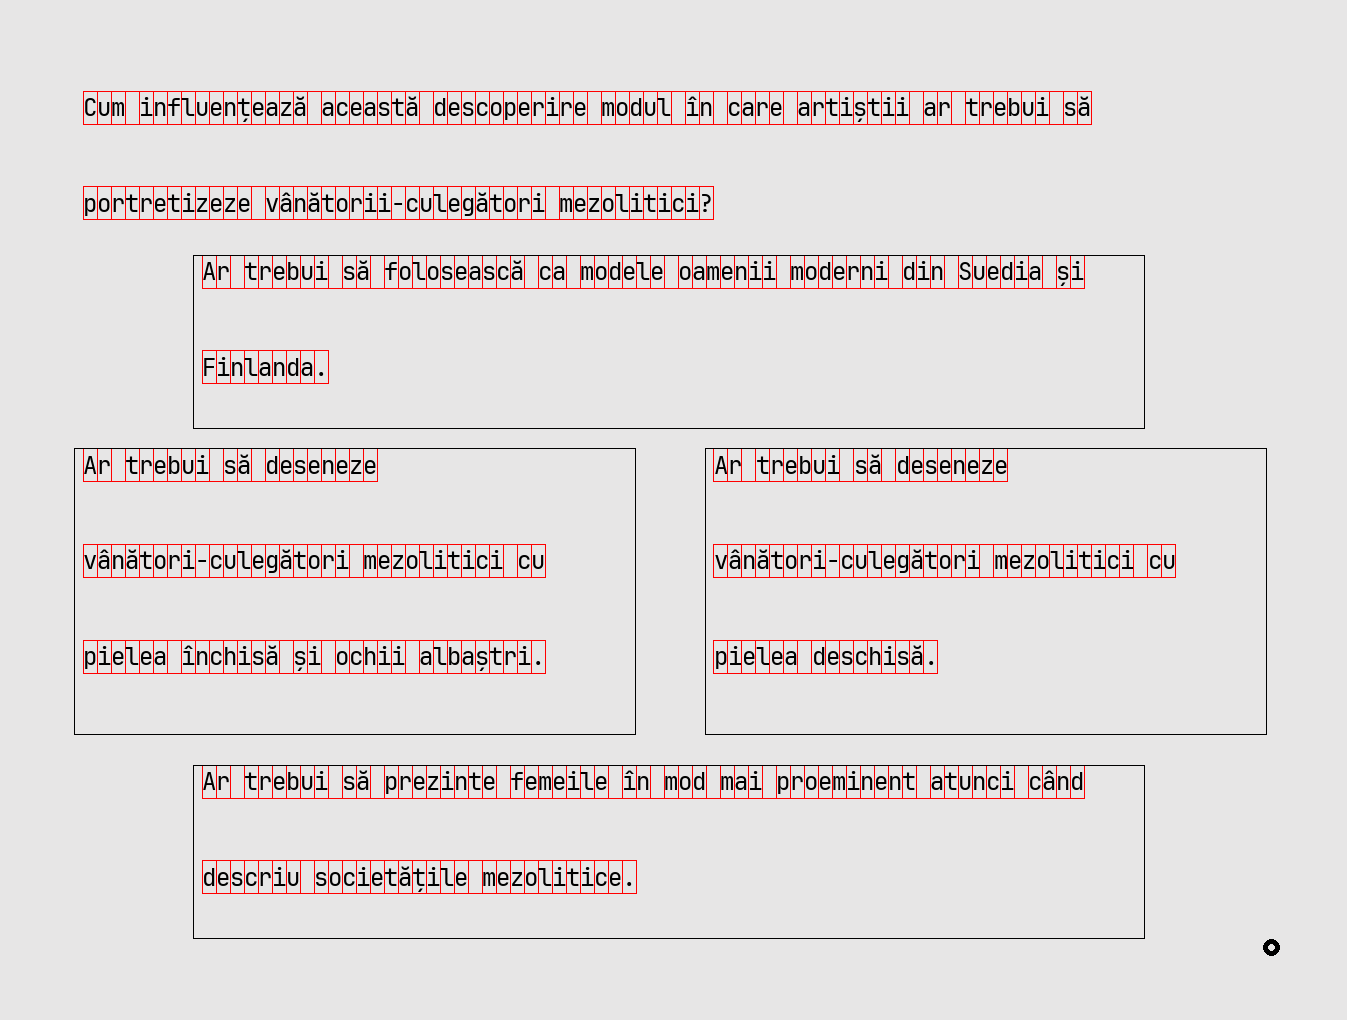 Cum influențează această descoperire modul în care artiștii ar trebui să
portretizeze vânătorii-culegători mezolitici?
Ar trebui să folosească ca modele oamenii moderni din Suedia și
Finlanda.
Ar trebui să deseneze
vânători-culegători mezolitici cu
pielea închisă și ochii albaștri.
Ar trebui să deseneze
vânători-culegători mezolitici cu
pielea deschisă.
Ar trebui să prezinte femeile în mod mai proeminent atunci când
descriu societățile mezolitice.